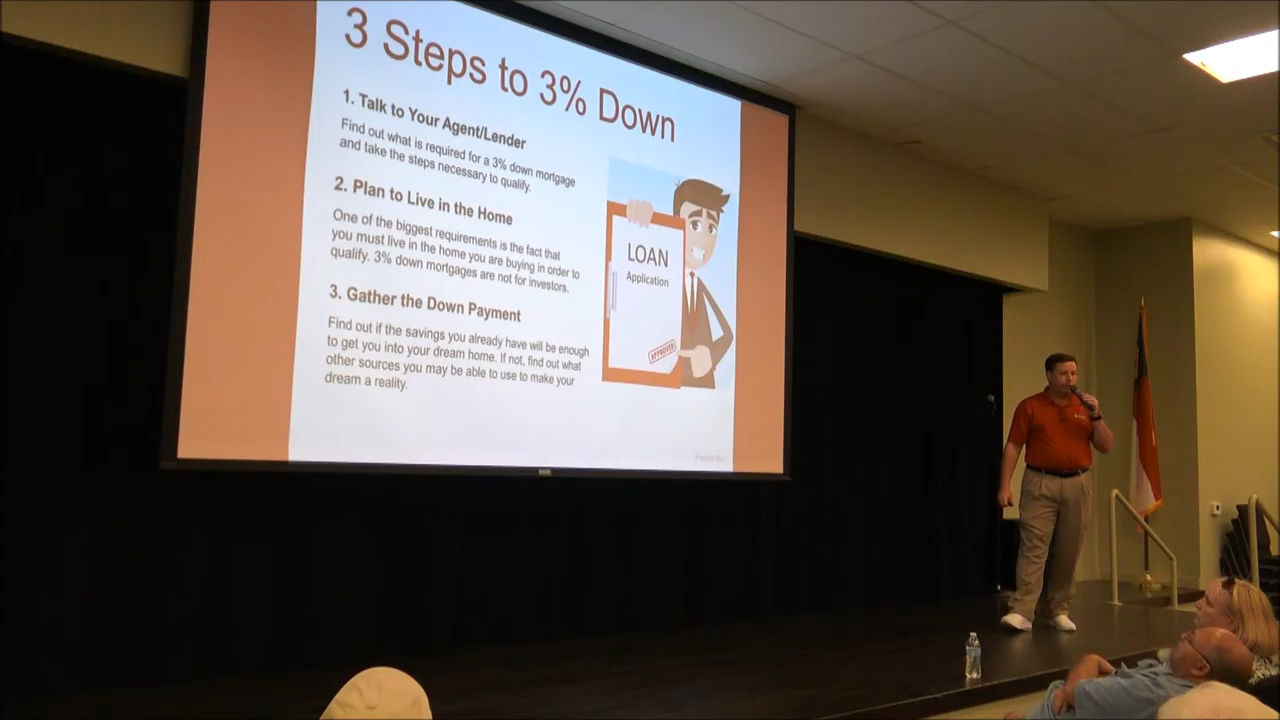 3 Steps to 3% Down
1. Talk to Your Agent/Lender
Find out what is required for a 3% down mortgage
and take the steps necessary to qualify.
2. Plan to Live in the Home
One of the biggest requirements is the fact that
you must live in the home you are buying in order to
qualify. 3% down mortgages are not for investors.
3. Gather the Down Payment
Find out if the savings you already have will be enough
to get you into your dream home. If not, find out what
other sources you may be able to use to make your
dream a reality.
LOAN
Application
APPROVED